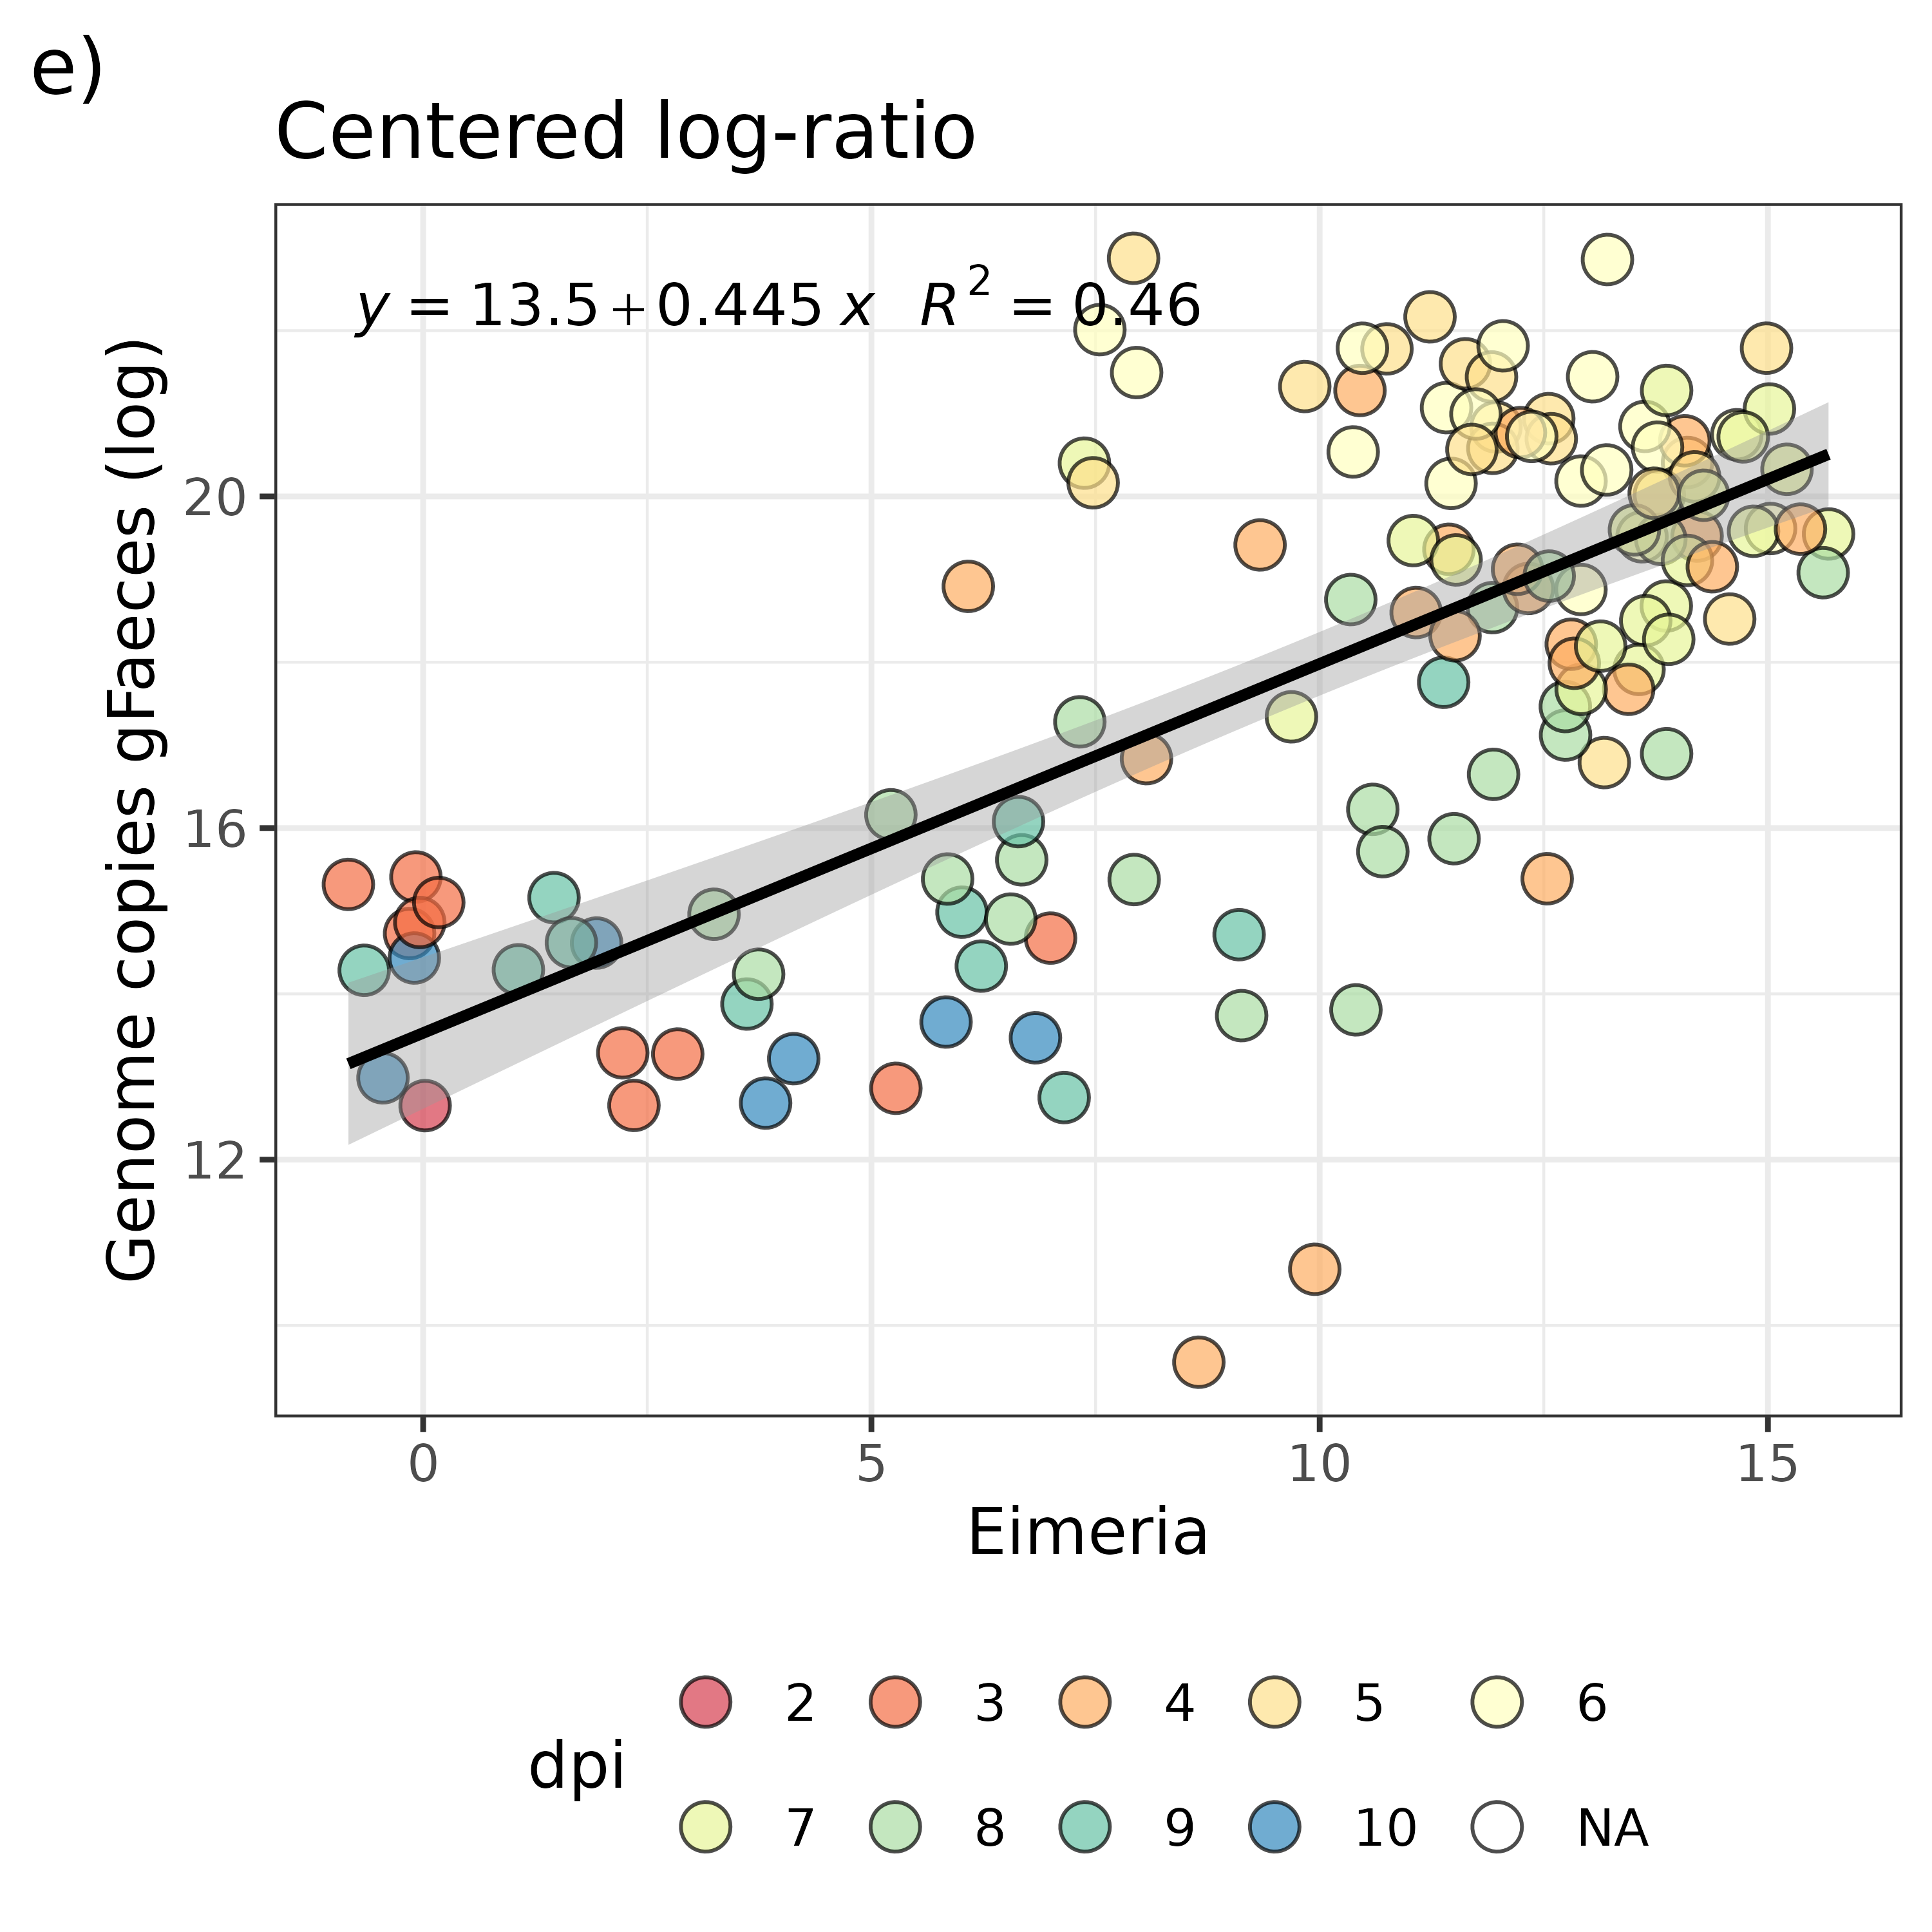 e)
Centered log-ratio
y = 13.5+0.445 x R² = 0.46
Genome copies gFaeces (log)
20
16
12
0 5 10 15
Eimeria
dpi
2 3 4 5 6
7 8 9 10 NA